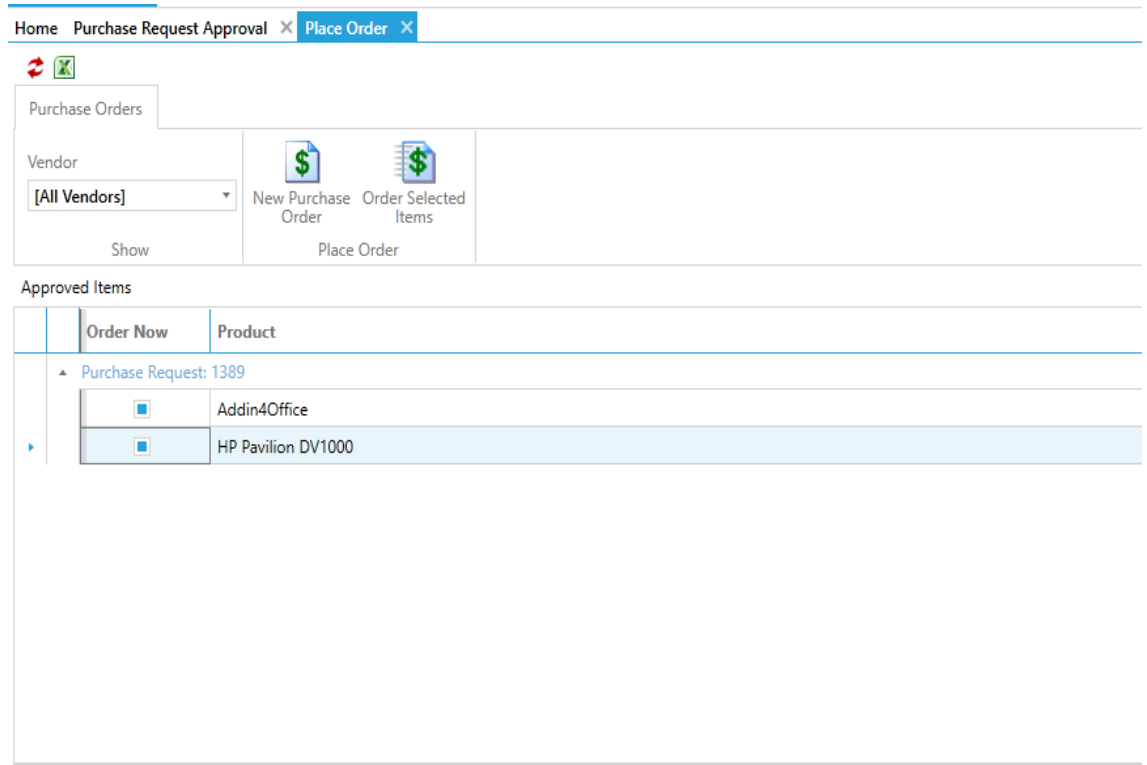 Home Purchase Request Approval Place Order
Purchase Orders
Vendor
[All Vendors]
Show
New Purchase
Order
Order Selected
Items
Place Order
Approved Items
Order Now Product
Purchase Request: 1389
Addin4Office
HP Pavilion DV1000